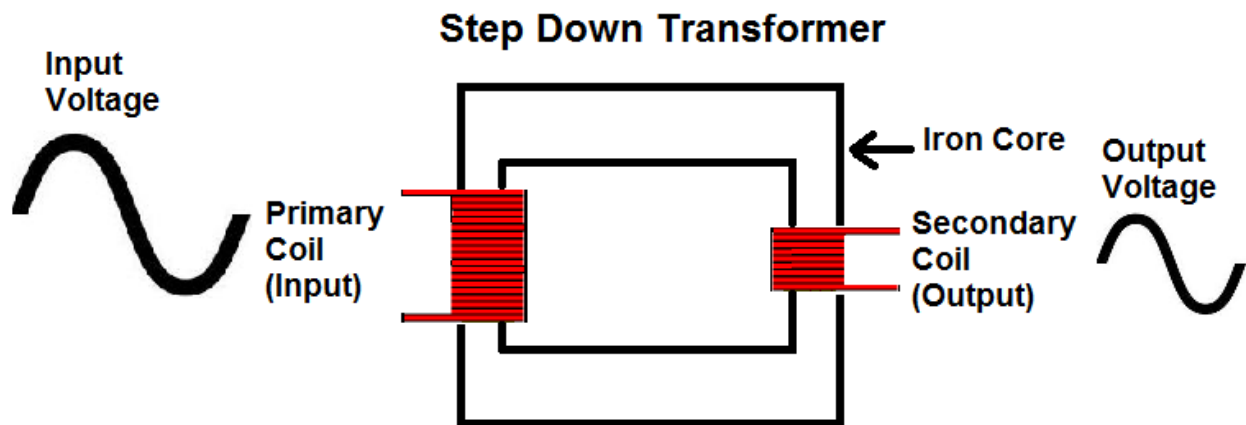 Step Down Transformer
Input
Voltage
Iron Core
Output
Voltage
Primary
Coil
(Input)
Secondary
Coil
(Output)